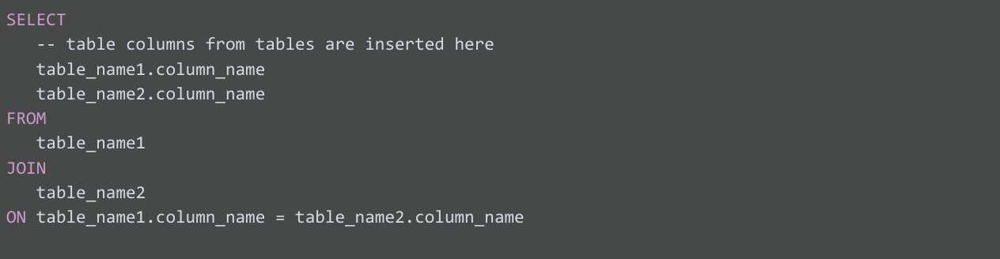 SELECT
-- table columns from tables are inserted here
table_name1.column_name
table_name2.column_name
FROM
table_name1
JOIN
table_name2
ON table_name1.column_name = table_name2.column_name